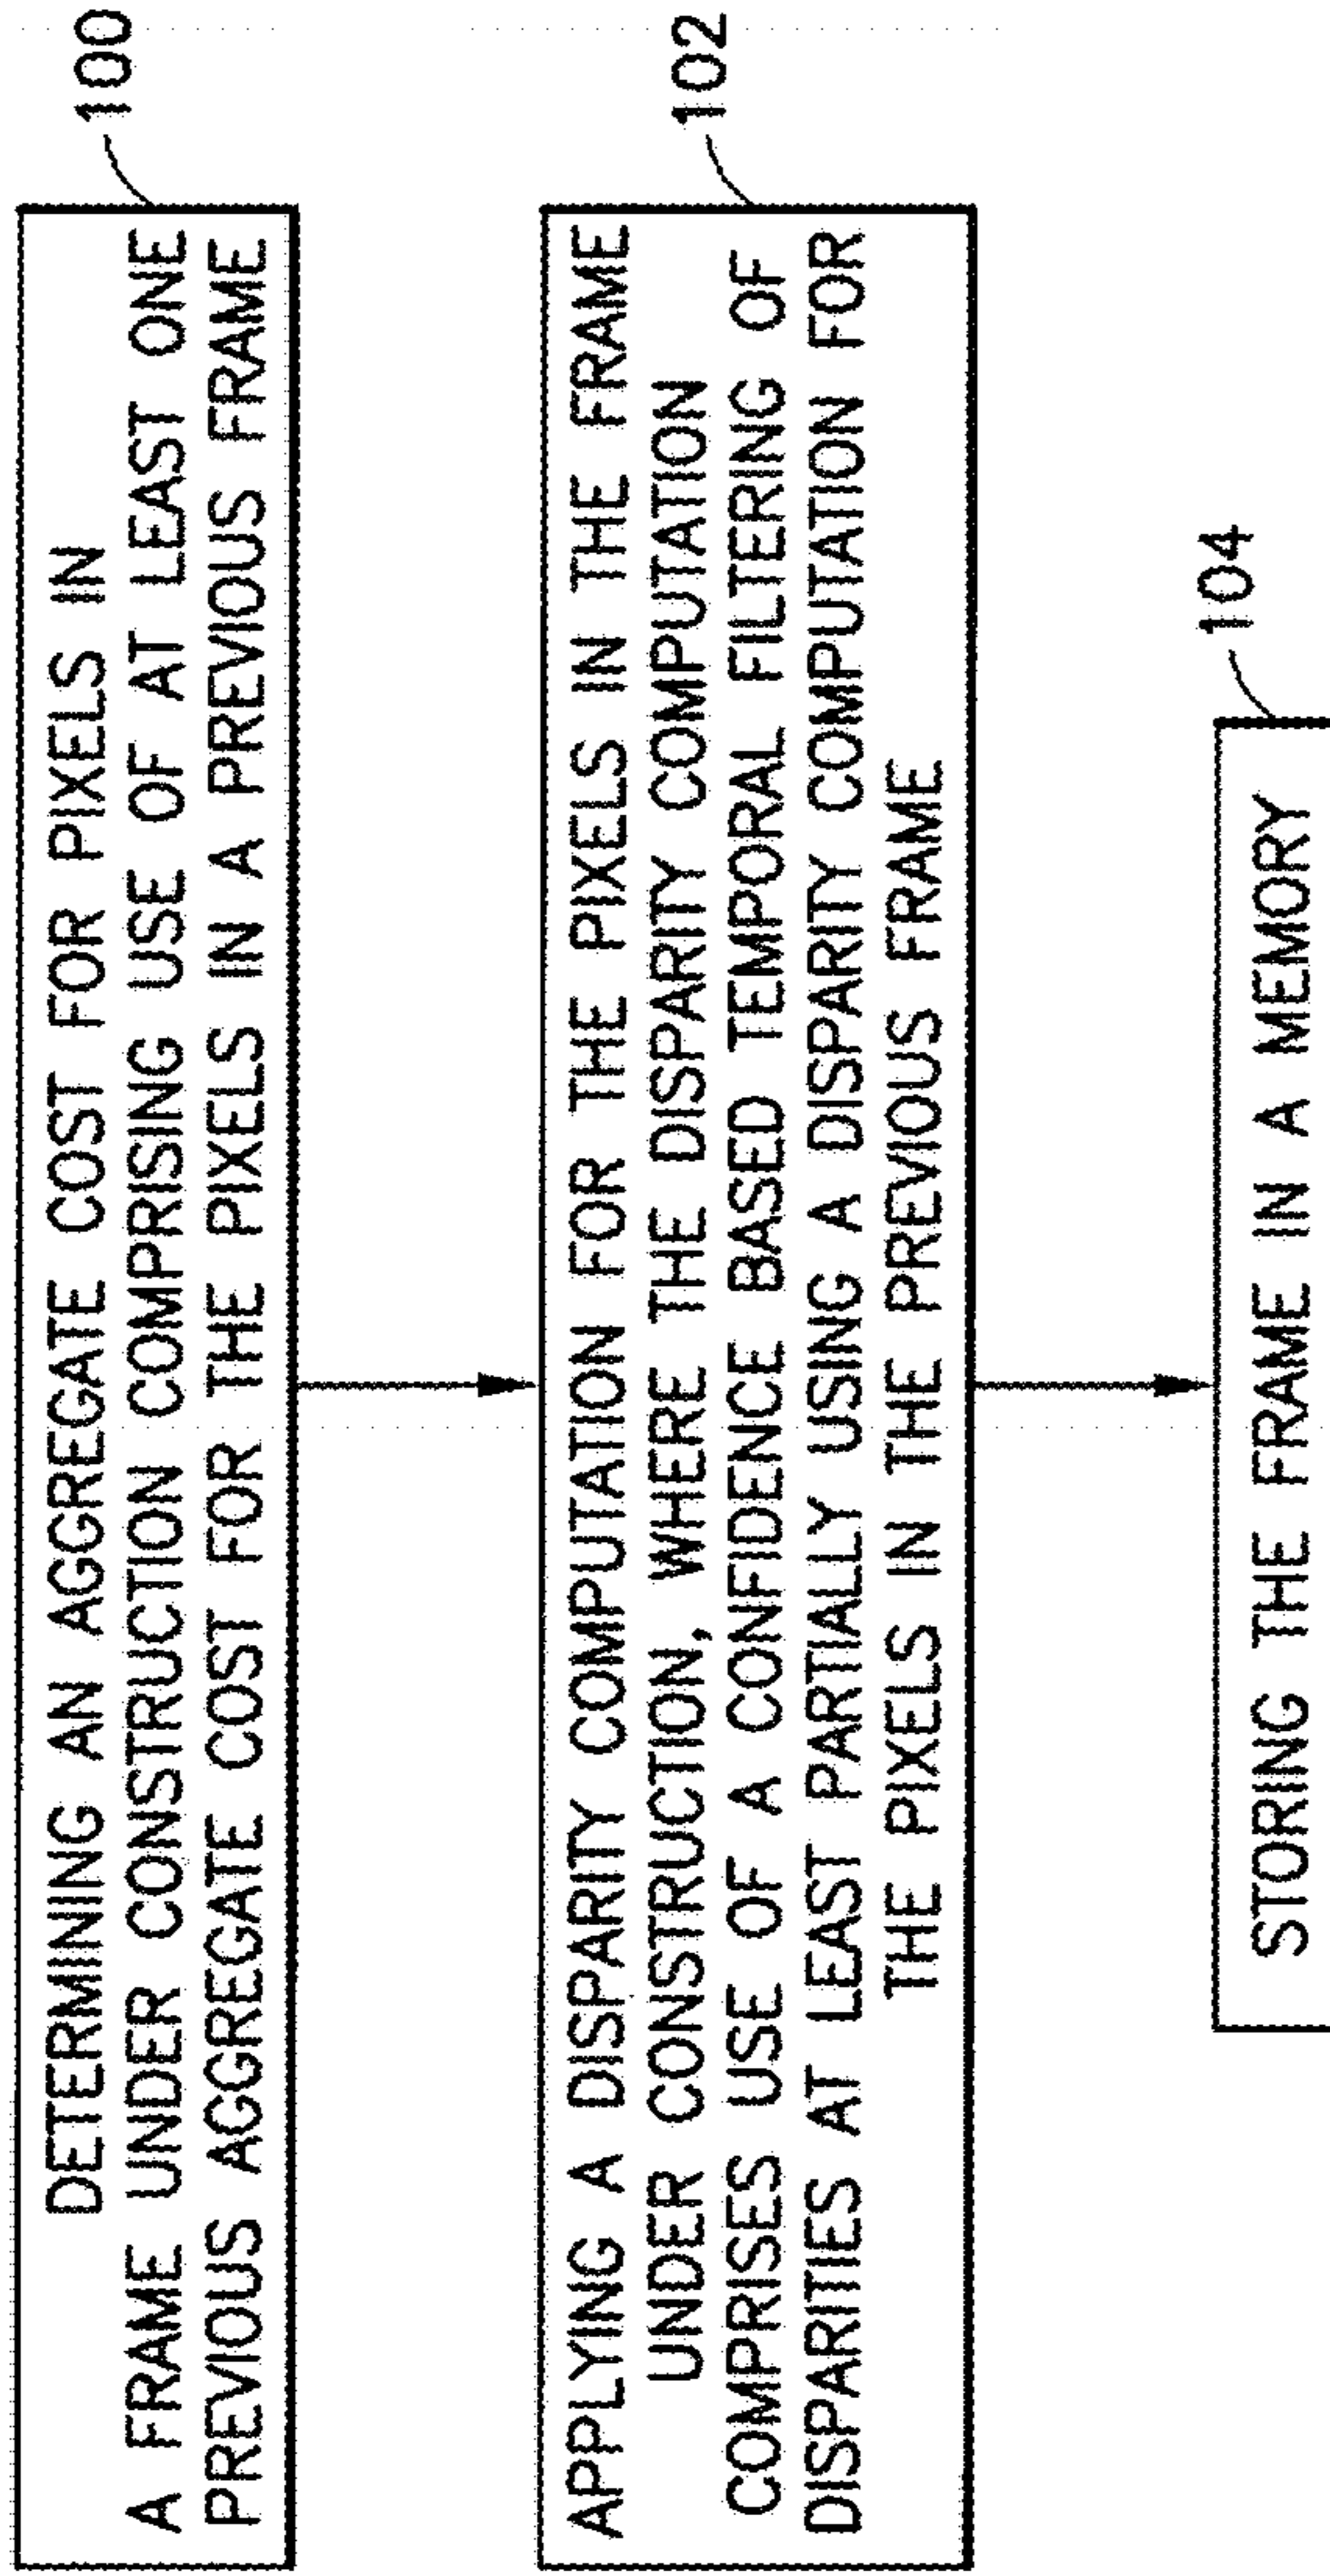 DETERMINING AN AGGREGATE COST FOR PIXELS IN
A FRAME UNDER CONSTRUCTION COMPRISING USE OF AT LEAST ONE
PREVIOUS AGGREGATE COST FOR THE PIXELS IN A PREVIOUS FRAME
100
APPLYING A DISPARITY COMPUTATION FOR THE PIXELS IN THE FRAME
UNDER CONSTRUCTION, WHERE THE DISPARITY COMPUTATION
COMPRISES USE OF A CONFIDENCE BASED TEMPORAL FILTERING OF
DISPARITIES AT LEAST PARTIALLY USING A DISPARITY COMPUTATION FOR
THE PIXELS IN THE PREVIOUS FRAME
102
STORING THE FRAME IN A MEMORY
104